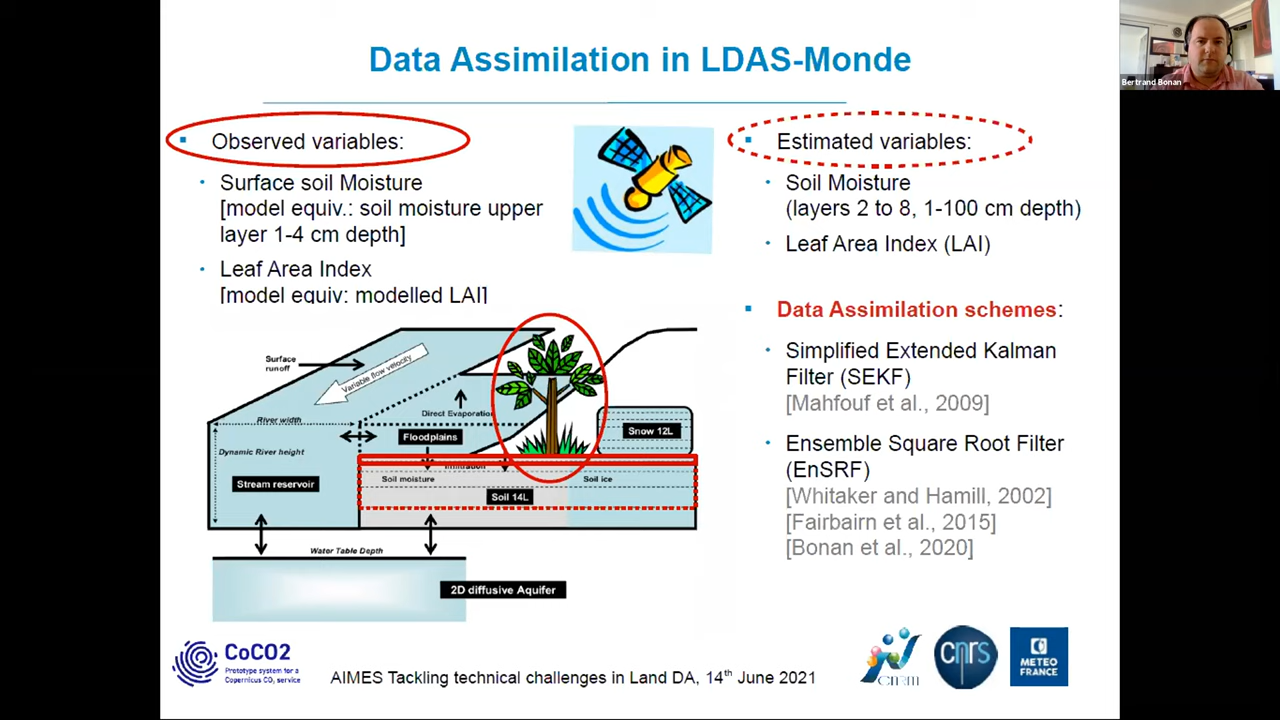 Data Assimilation in LDAS-Monde
Bertrand Bonan
Observed variables:
Surface soil Moisture
[model equiv.: soil moisture upper
layer 1-4 cm depth]
Leaf Area Index
[model equiv: modelled LAI]
Estimated variables:
Soil Moisture
(layers 2 to 8, 1-100 cm depth)
Leaf Area Index (LAI)
Data Assimilation schemes:
Simplified Extended Kalman
Filter (SEKF)
[Mahfouf et al., 2009]
Ensemble Square Root Filter
(EnSRF)
[Whitaker and Hamill, 2002]
[Fairbairn et al., 2015]
[Bonan et al., 2020]
Surface
runoff
Variable flow velocity
River width
Direct Evaporation
Floodplains
Snow 12L
Dynamic River height
Infiltration
Soil moisture
Soil ice
Stream reservoir
Soil 14L
Water Table Depth
2D diffusive Aquifer
CoCO2
Prototype system for a
Copernicus CO2 service
AIMES Tackling technical challenges in Land DA, 14th June 2021
CNRM
cnrs
METEO
FRANCE